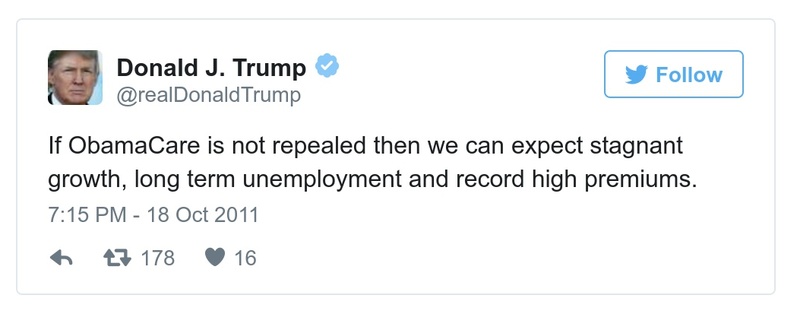 Donald J. Trump
Follow
@realDonaldTrump
If ObamaCare is not repealed then we can expect stagnant
growth, long term unemployment and record high premiums.
7:15 PM - 18 Oct 2011
178 16